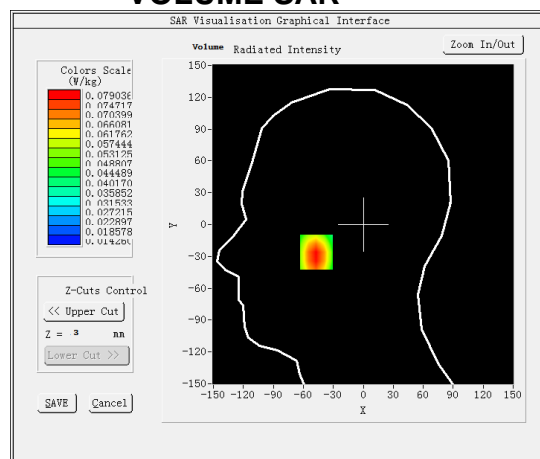 VOLUME SAR
SAR Visualisation Graphical Interface
Volume Radiated Intensity
Zoom In/Out
Colors Scale
(W/kg)
0.079036
0.074717
0.070399
0.066081
0.061762
0.057444
0.053125
0.048807
0.044489
0.040170
0.035852
0.031533
0.027215
0.022897
0.018578
0.014260
Z-Cuts Control
<< Upper Cut
Z = 3 mm
Lower Cut >>
SAVE Cancel
150-
120-
90-
60-
30-
0-
-30-
-60-
-90-
-120-
-150-
Y
-150 -120 -90 -60 -30 0 30 60 90 120 150
X